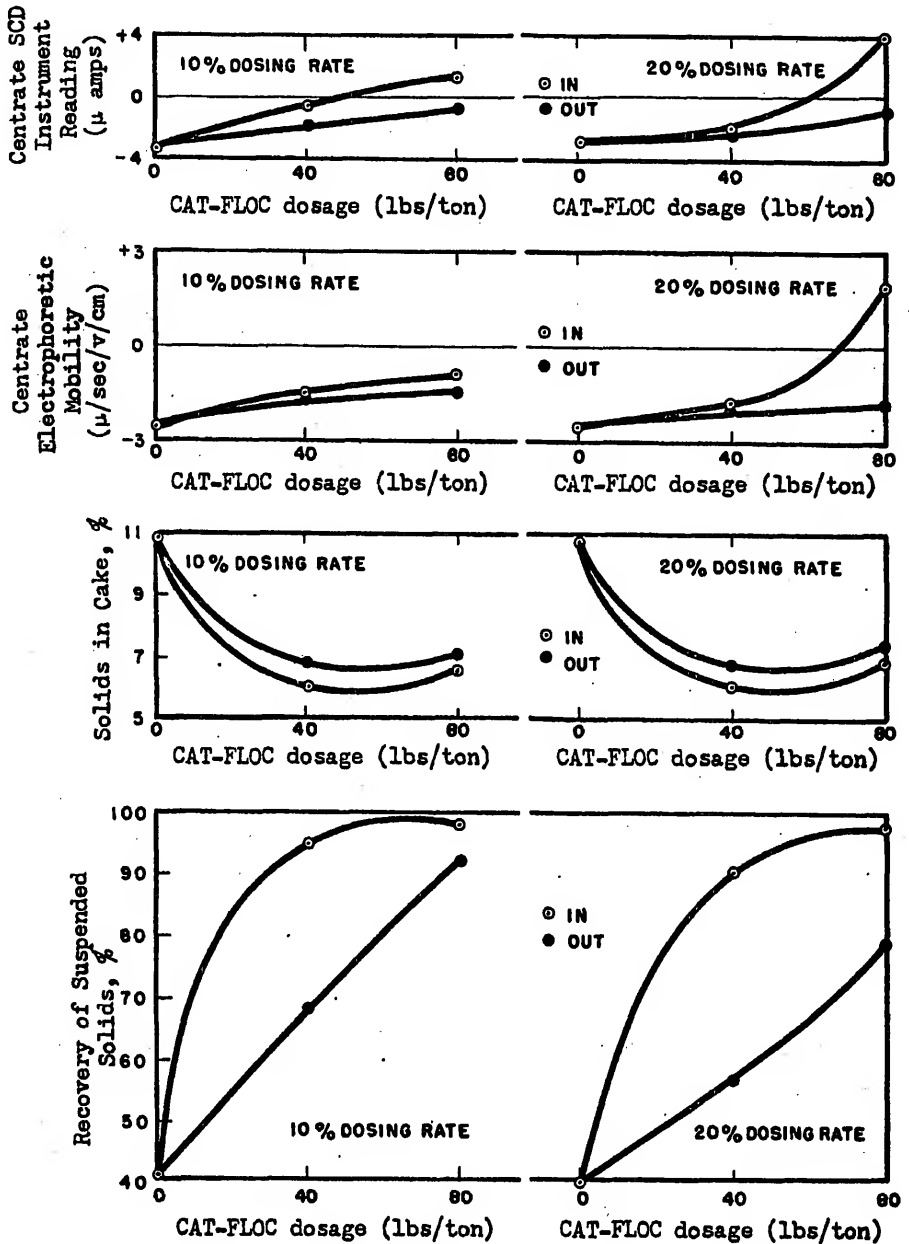 Centrate SCD
Instrument
Reading
(μ amps)
+4
0
-4
10% DOSING RATE
0 40 80
CAT-FLOC dosage (lbs/ton)
20% DOSING RATE
IN
OUT
0 40 80
CAT-FLOC dosage (lbs/ton)
Centrate
Electrophoretic
Mobility
(μ/sec/v/cm)
+3
0
-3
10% DOSING RATE
0 40 80
CAT-FLOC dosage (lbs/ton)
20% DOSING RATE
IN
OUT
0 40 80
CAT-FLOC dosage (lbs/ton)
Solids in Cake, %
11
9
7
5
10% DOSING RATE
0 40 80
CAT-FLOC dosage (lbs/ton)
20% DOSING RATE
IN
OUT
0 40 80
CAT-FLOC dosage (lbs/ton)
Recovery of Suspended
Solids, %
100
90
80
70
60
50
40
10% DOSING RATE
0 40 80
CAT-FLOC dosage (lbs/ton)
IN
OUT
20% DOSING RATE
0 40 80
CAT-FLOC dosage (lbs/ton)